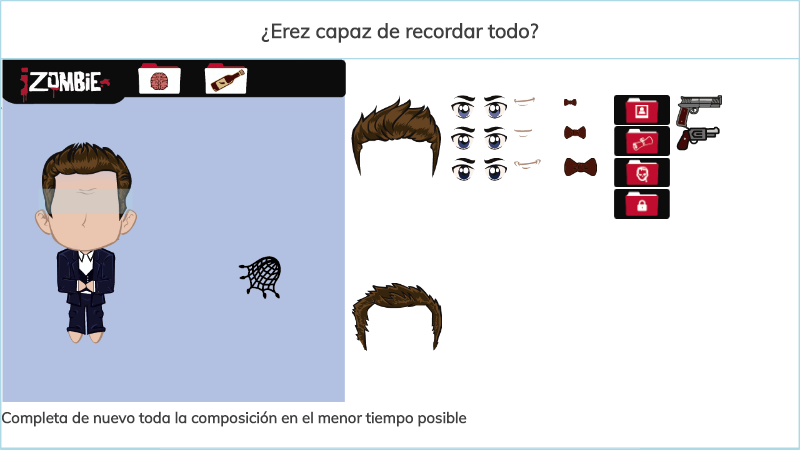 ¿Erez capaz de recordar todo?
iZOMBiE
Completa de nuevo toda la composición en el menor tiempo posible